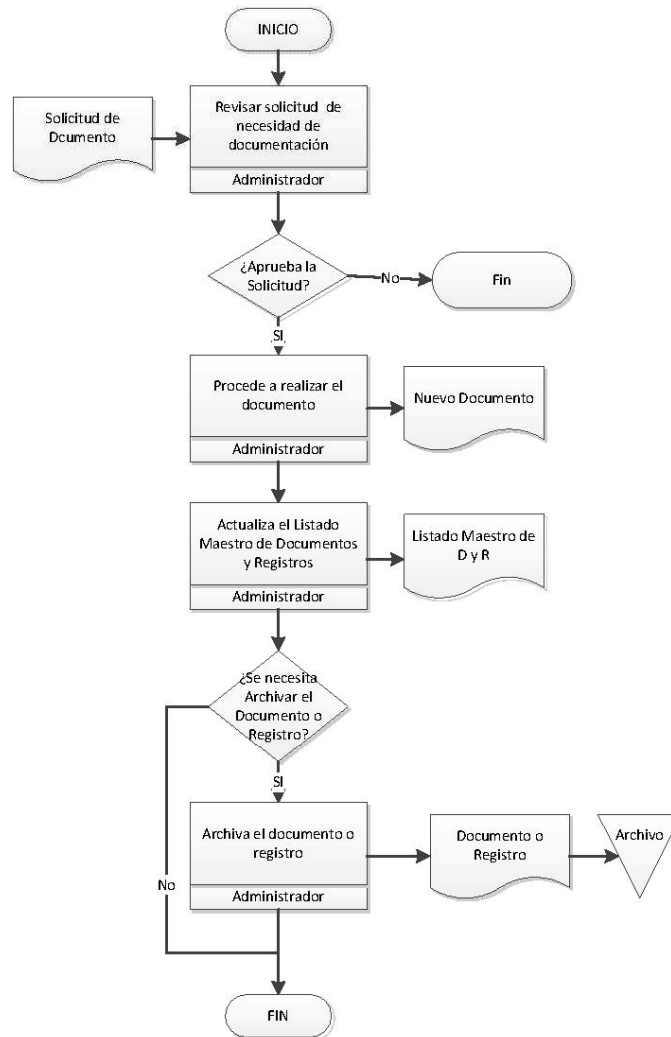 INICIO
Solicitud de
Dcumento
Revisar solicitud de
necesidad de
documentación
Administrador
¿Aprueba la
Solicitud?
No
Fin
SI
Procede a realizar el
documento
Administrador
Nuevo Documento
Actualiza el Listado
Maestro de Documentos
y Registros
Administrador
Listado Maestro de
D y R
¿Se necesita
Archivar el
Documento o
Registro?
SI
Archiva el documento o
registro
Administrador
Documento o
Registro
Archivo
No
FIN